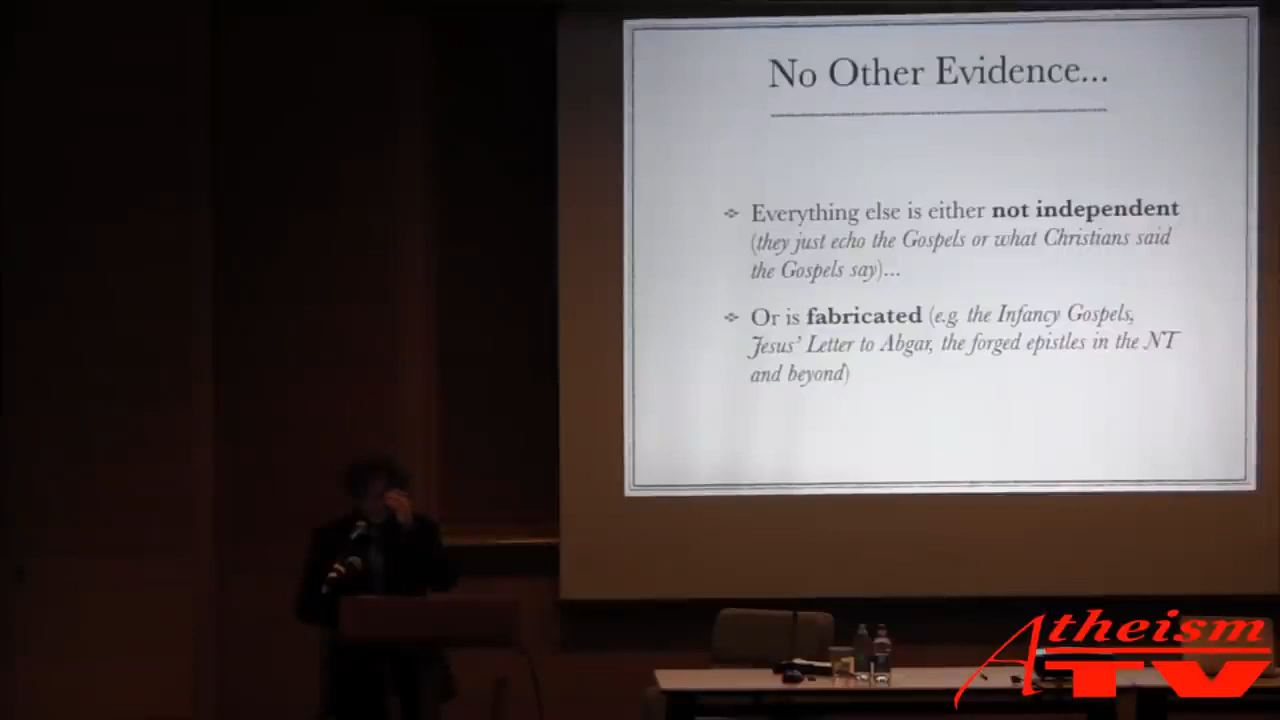 No Other Evidence...
Everything else is either not independent
(they just echo the Gospels or what Christians said
the Gospels say)...
Or is fabricated (e.g. the Infancy Gospels,
Jesus' Letter to Abgar, the forged epistles in the NT
and beyond)
Atheism
TV